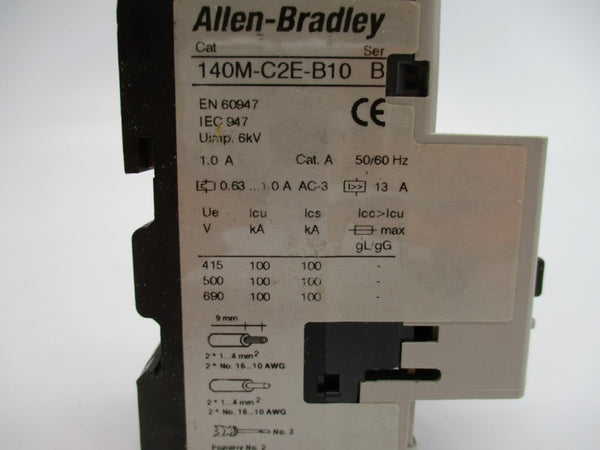 Allen-Bradley
Cat Ser
140M-C2E-B10 B
EN 60947
IEC 947
Uimp. 6kV
CE
1.0 A Cat. A 50/60 Hz
0.63 ...1.0 A AC-3 I>> 13 A
Ue Icu Ics Icc>Icu
V kA kA max
gL/gG
415 100 100 -
500 100 100 -
690 100 100 -
9 mm
2 * 1...4 mm²
2 * No. 16...10 AWG
2 * 1...4 mm²
2 * No. 16...10 AWG
No. 3
Pozidriv No. 2